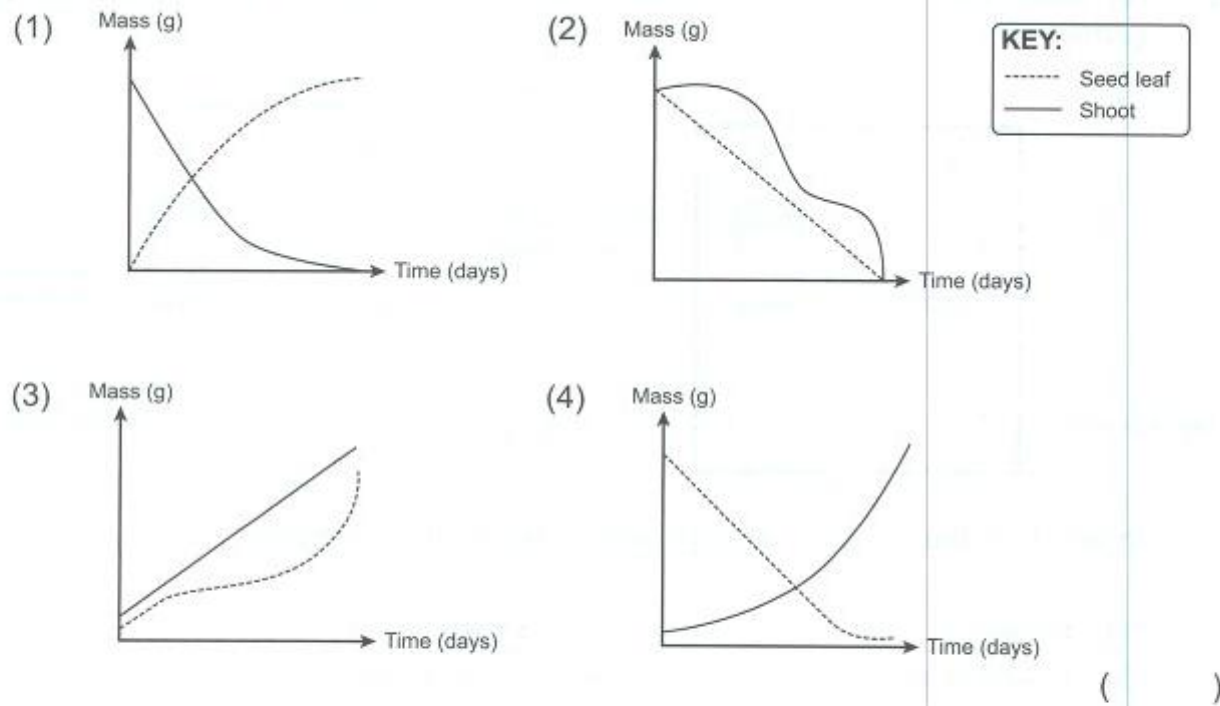 (1)
Mass (g)
Time (days)
(2)
Mass (g)
Time (days)
KEY:
Seed leaf
Shoot
(3)
Mass (g)
Time (days)
(4)
Mass (g)
Time (days)
( )